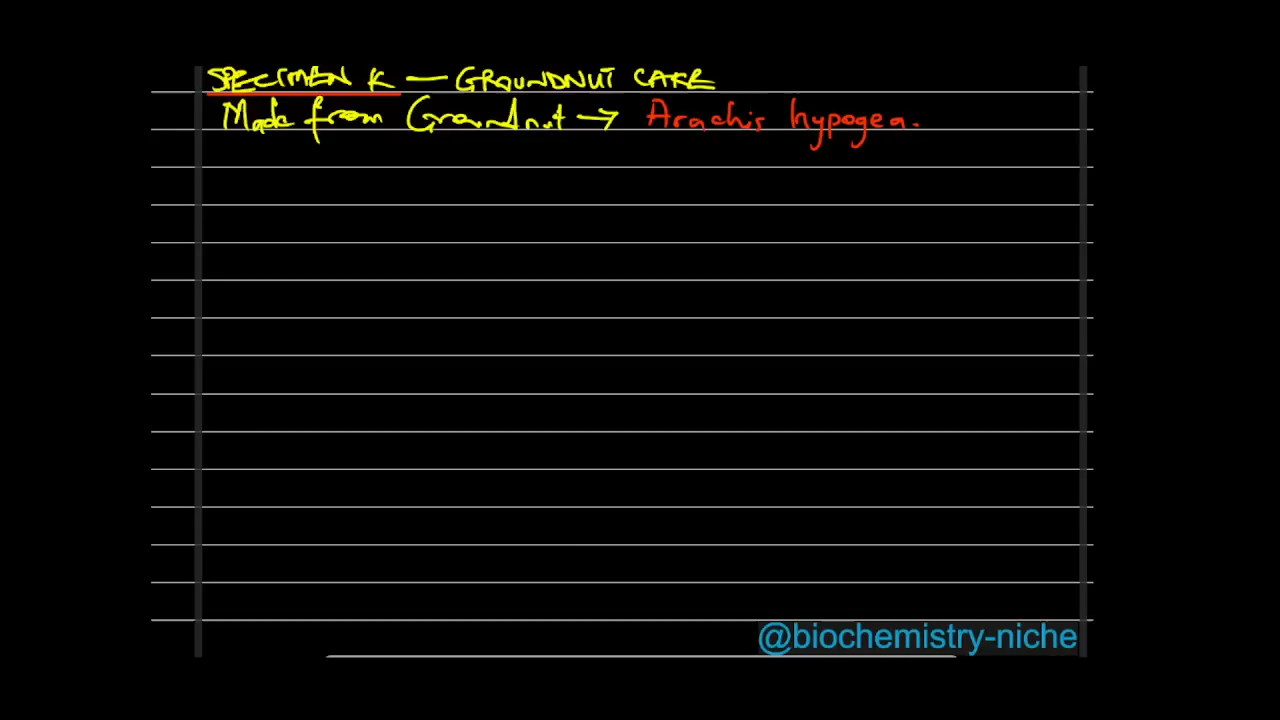 SPECIMEN K — GROUNDNUT CAKE
Made from Groundnut → Arachis hypogea.
@biochemistry-niche